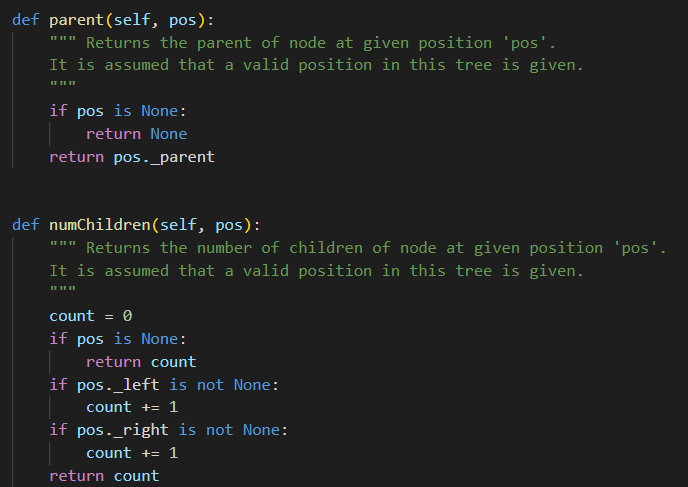 def parent(self, pos):
    """ Returns the parent of node at given position 'pos'.
    It is assumed that a valid position in this tree is given.
    """
    if pos is None:
        return None
    return pos._parent
def numChildren(self, pos):
    """ Returns the number of children of node at given position 'pos'.
    It is assumed that a valid position in this tree is given.
    """
    count = 0
    if pos is None:
        return count
    if pos._left is not None:
        count += 1
    if pos._right is not None:
        count += 1
    return count